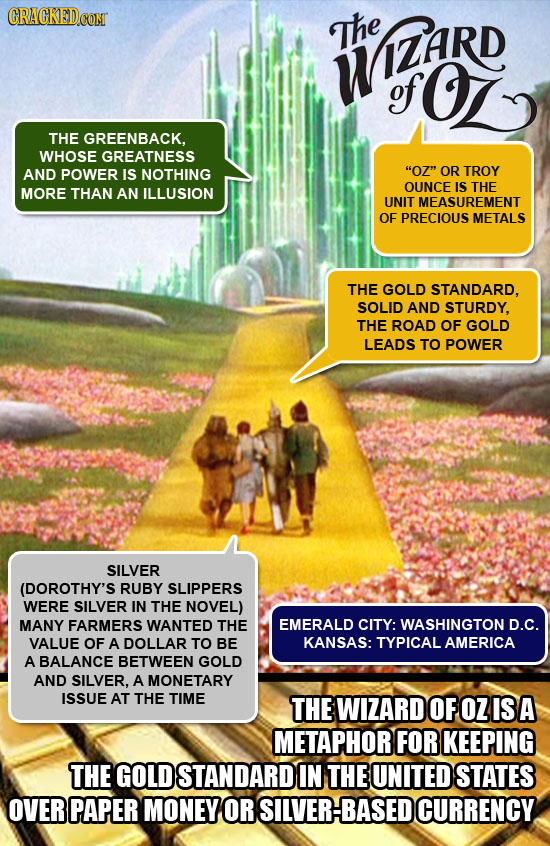 CRACKED.COM
The
WIZARD
of OZ
THE GREENBACK,
WHOSE GREATNESS
AND POWER IS NOTHING
MORE THAN AN ILLUSION
“OZ” OR TROY
OUNCE IS THE
UNIT MEASUREMENT
OF PRECIOUS METALS
THE GOLD STANDARD,
SOLID AND STURDY,
THE ROAD OF GOLD
LEADS TO POWER
SILVER
(DOROTHY'S RUBY SLIPPERS
WERE SILVER IN THE NOVEL)
MANY FARMERS WANTED THE
VALUE OF A DOLLAR TO BE
A BALANCE BETWEEN GOLD
AND SILVER, A MONETARY
ISSUE AT THE TIME
EMERALD CITY: WASHINGTON D.C.
KANSAS: TYPICAL AMERICA
THE WIZARD OF OZ IS A
METAPHOR FOR KEEPING
THE GOLD STANDARD IN THE UNITED STATES
OVER PAPER MONEY OR SILVER-BASED CURRENCY